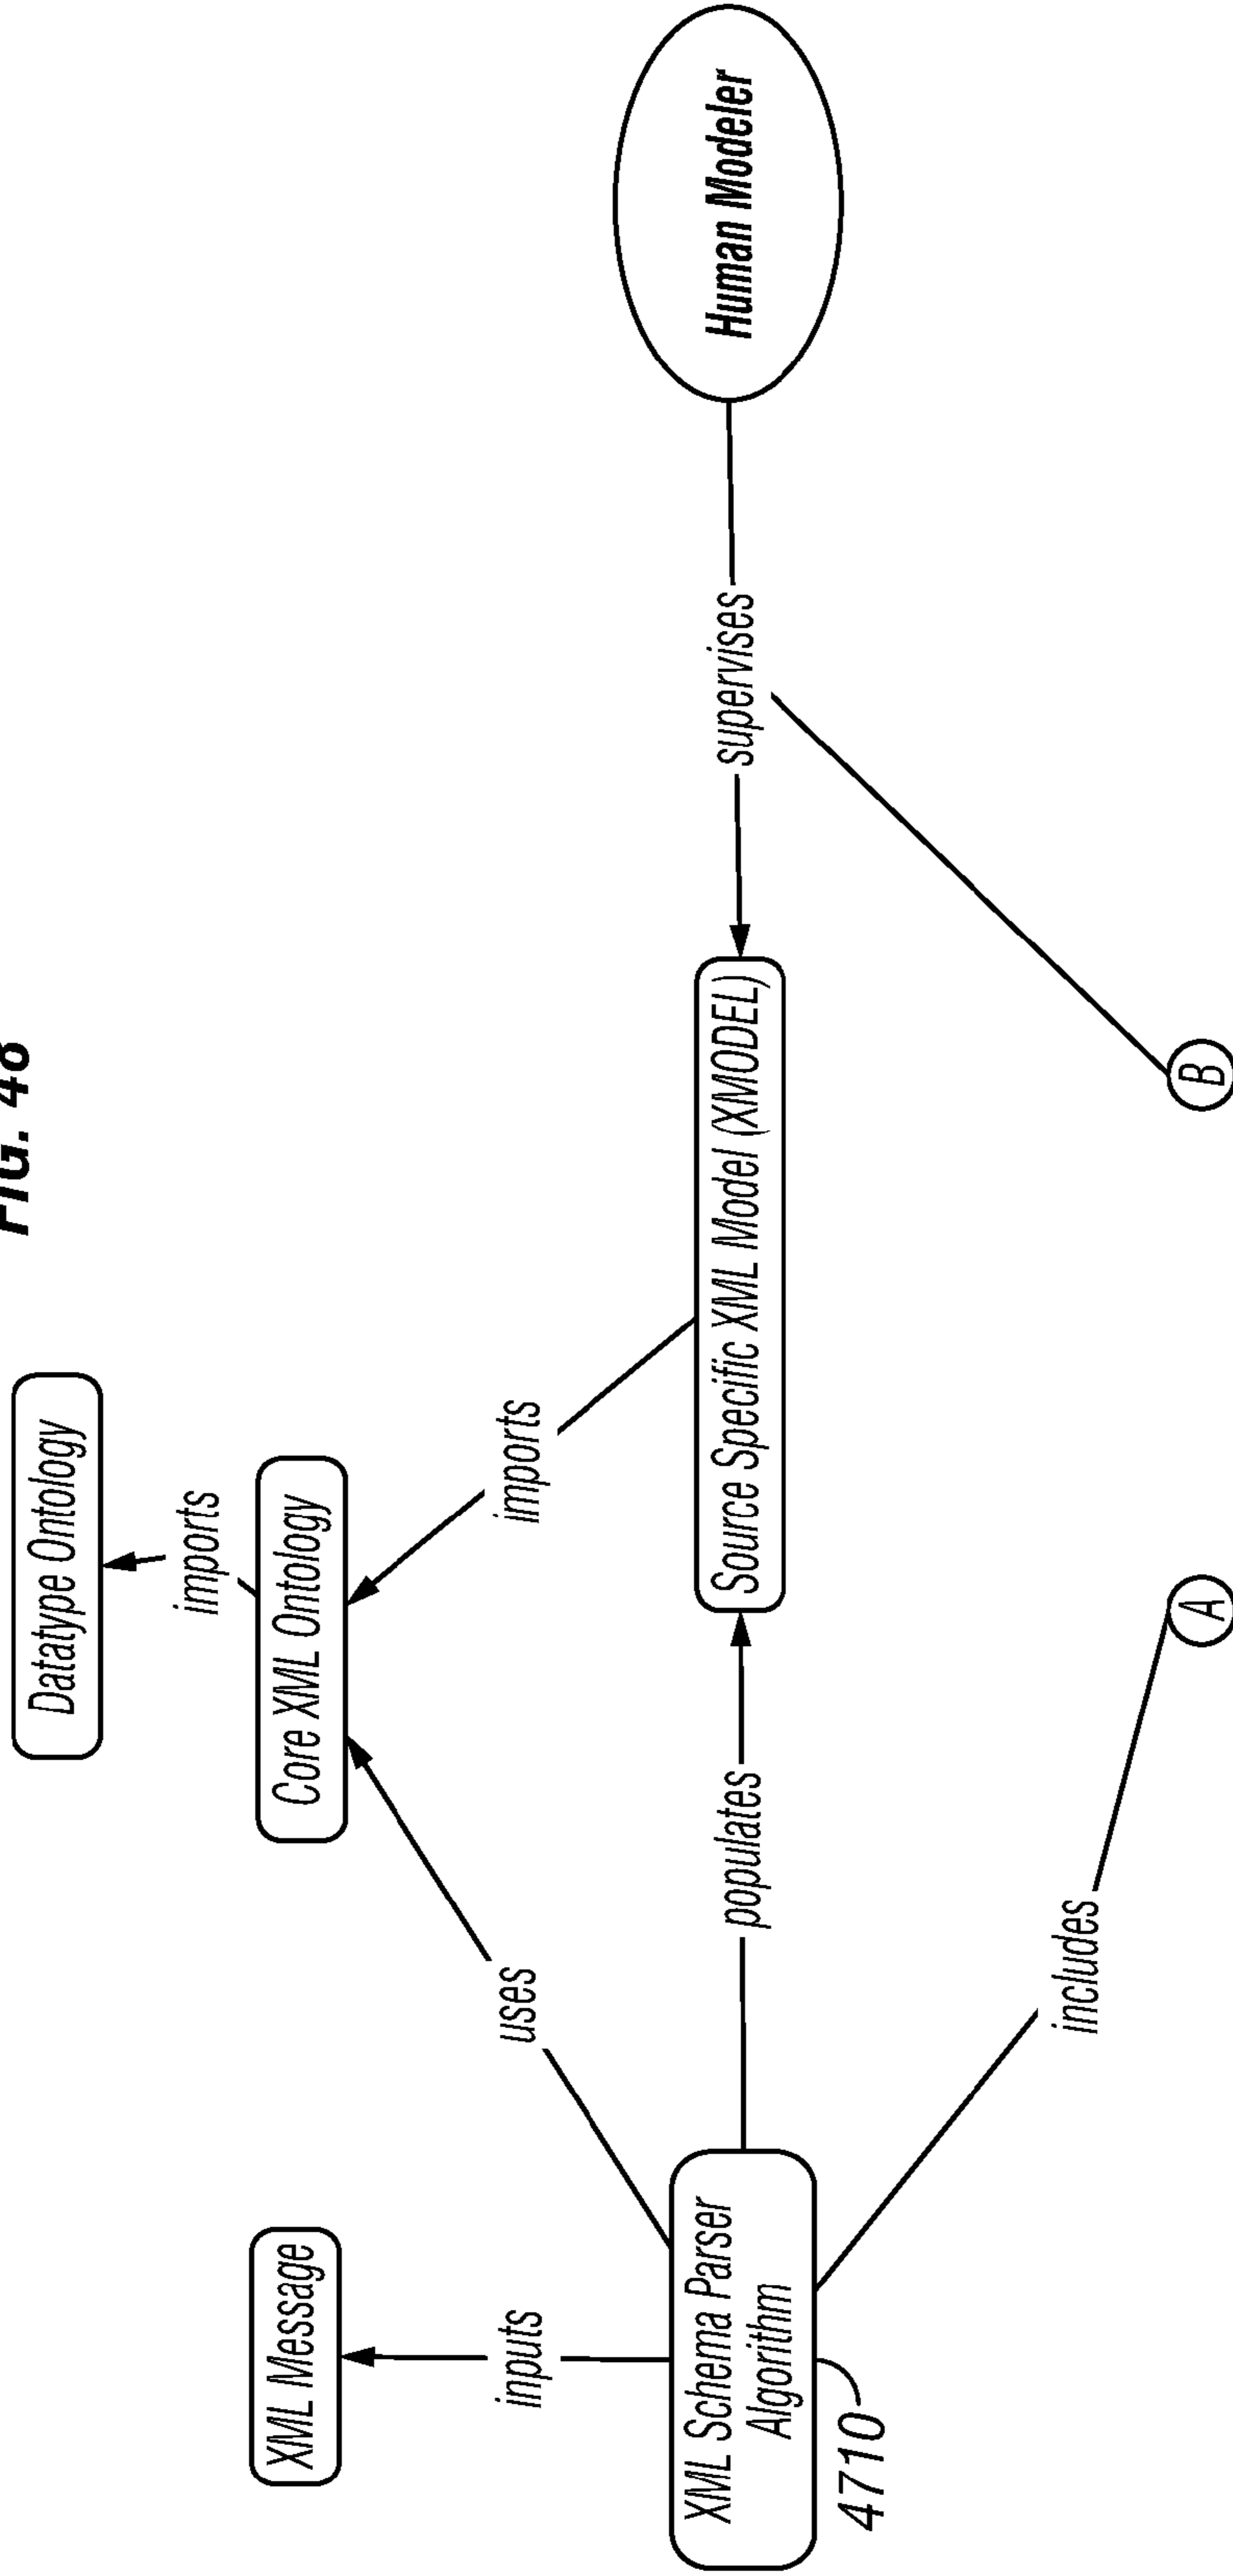 FIG. 48
Datatype Ontology
imports
XML Message
Core XML Ontology
inputs
uses
imports
XML Schema Parser
Algorithm
populates
Source Specific XML Model (XMODEL)
supervises
Human Modeler
4710
includes
A
B